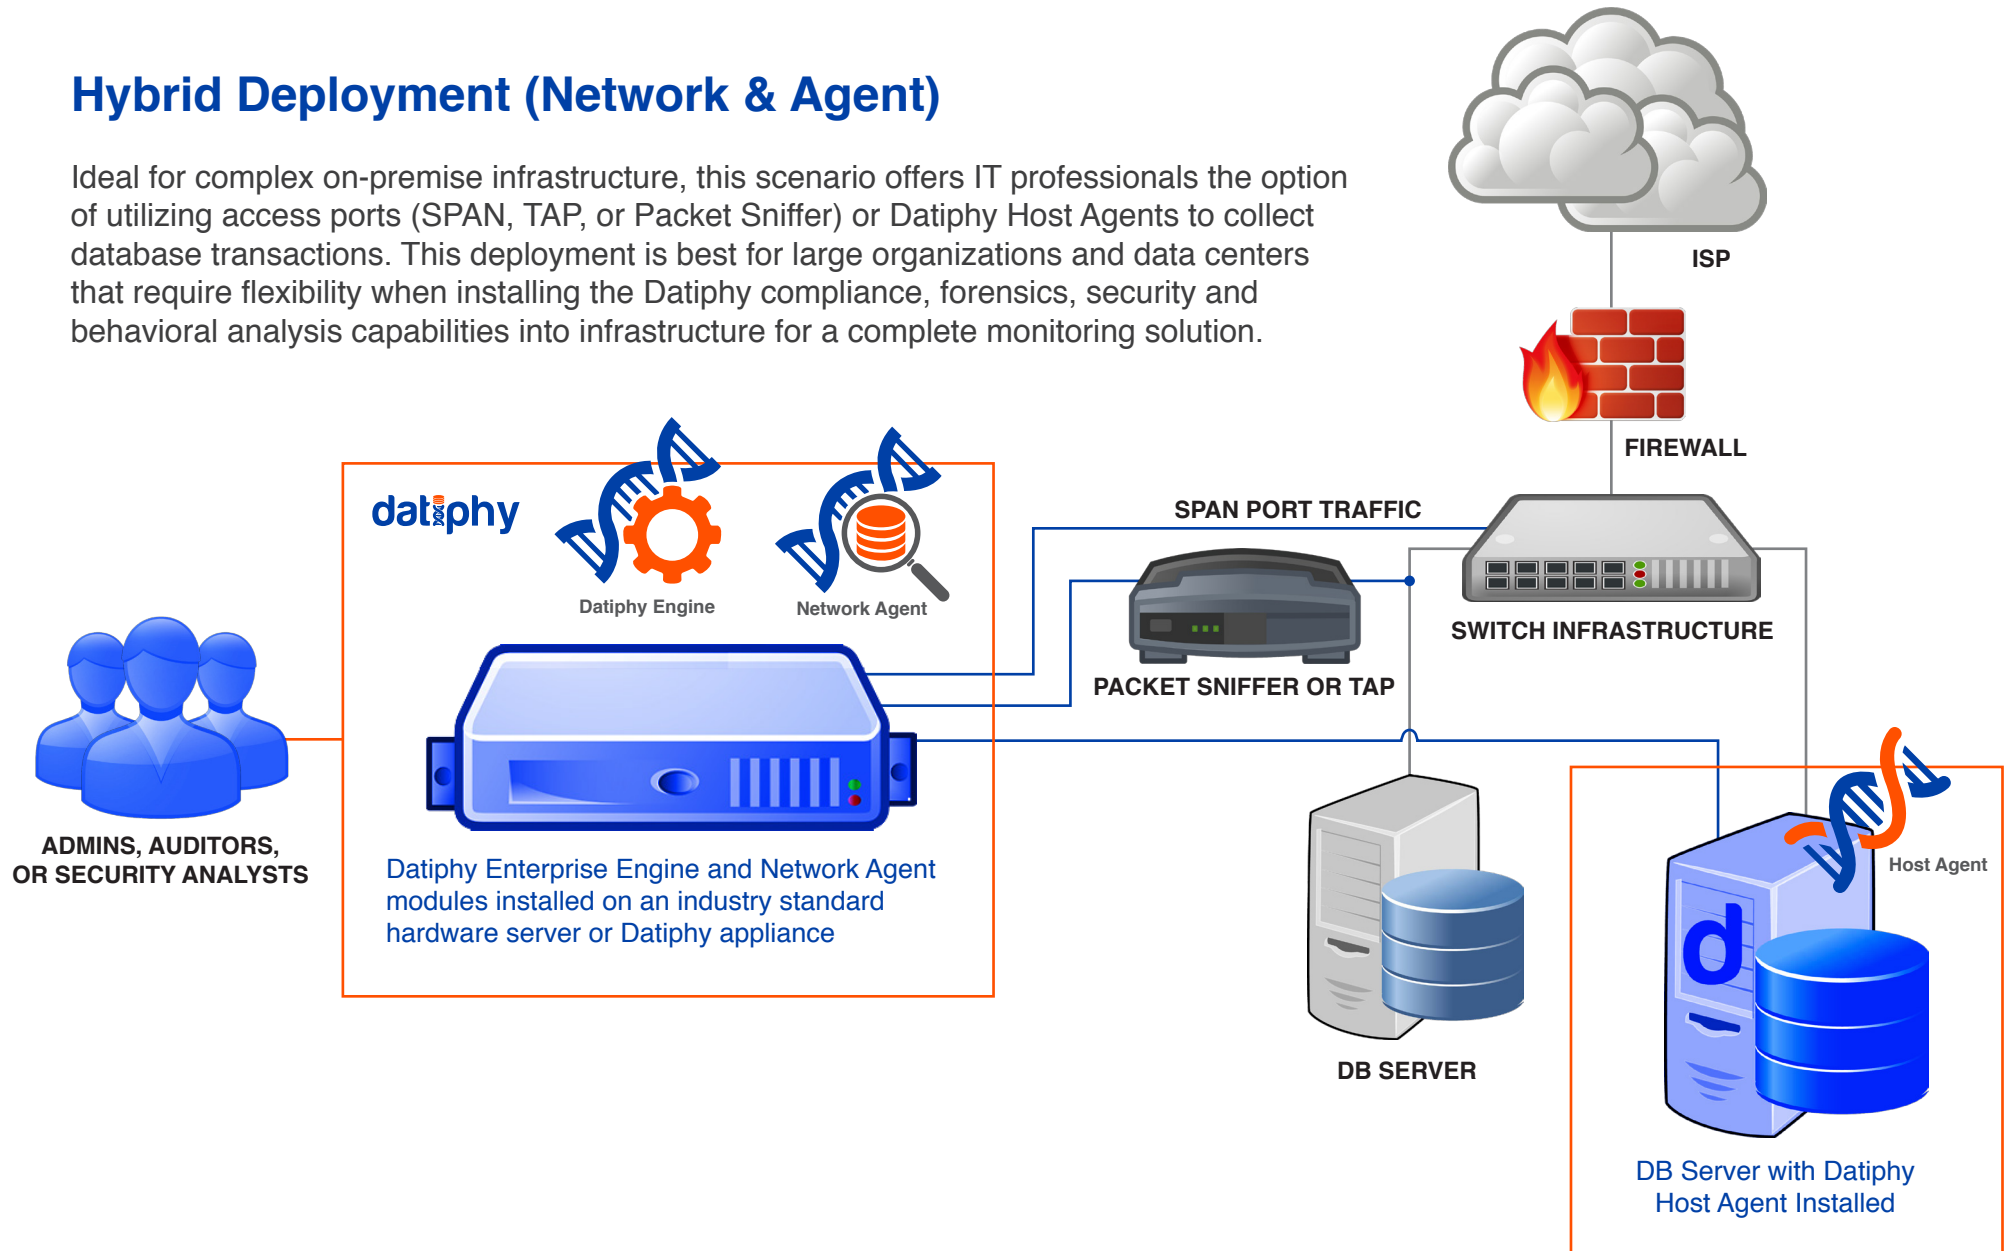 Hybrid Deployment (Network & Agent)
Ideal for complex on-premise infrastructure, this scenario offers IT professionals the option
of utilizing access ports (SPAN, TAP, or Packet Sniffer) or Datiphy Host Agents to collect
database transactions. This deployment is best for large organizations and data centers
that require flexibility when installing the Datiphy compliance, forensics, security and
behavioral analysis capabilities into infrastructure for a complete monitoring solution.
ISP
FIREWALL
datiphy
Datiphy Engine
Network Agent
SPAN PORT TRAFFIC
SWITCH INFRASTRUCTURE
PACKET SNIFFER OR TAP
ADMINS, AUDITORS,
OR SECURITY ANALYSTS
Datiphy Enterprise Engine and Network Agent
modules installed on an industry standard
hardware server or Datiphy appliance
Host Agent
d
DB SERVER
DB Server with Datiphy
Host Agent Installed